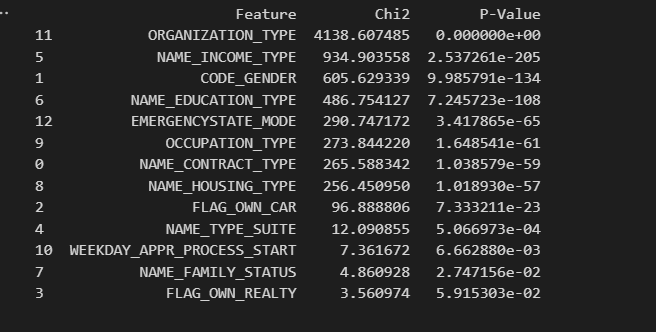 Feature Chi2 P-Value
11 ORGANIZATION_TYPE 4138.607485 0.000000e+00
5 NAME_INCOME_TYPE 934.903558 2.537261e-205
1 CODE_GENDER 605.629339 9.985791e-134
6 NAME_EDUCATION_TYPE 486.754127 7.245723e-108
12 EMERGENCYSTATE_MODE 290.747172 3.417865e-65
9 OCCUPATION_TYPE 273.844220 1.648541e-61
0 NAME_CONTRACT_TYPE 265.588342 1.038579e-59
8 NAME_HOUSING_TYPE 256.450950 1.018930e-57
2 FLAG_OWN_CAR 96.888806 7.333211e-23
4 NAME_TYPE_SUITE 12.090855 5.066973e-04
10 WEEKDAY_APPR_PROCESS_START 7.361672 6.662880e-03
7 NAME_FAMILY_STATUS 4.860928 2.747156e-02
3 FLAG_OWN_REALTY 3.560974 5.915303e-02